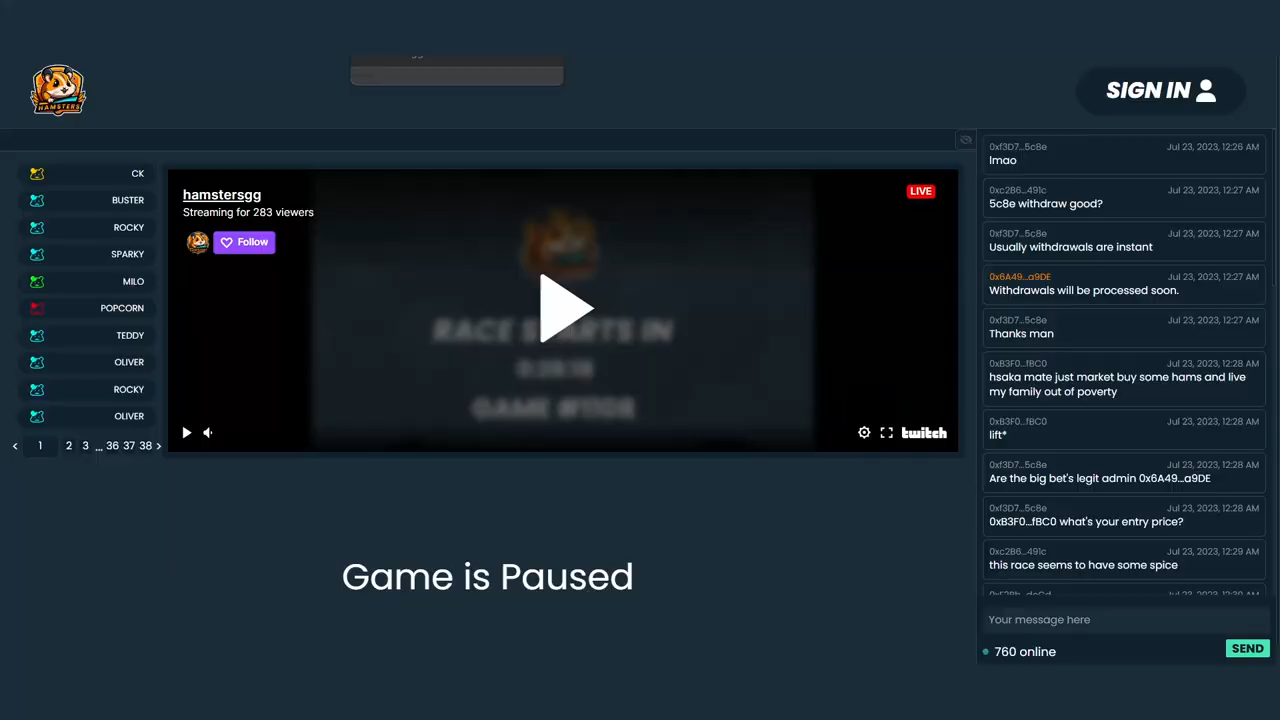 HAMSTERS
SIGN IN
CK
BUSTER
ROCKY
SPARKY
MILO
POPCORN
TEDDY
OLIVER
ROCKY
OLIVER
< 1 2 3 ... 36 37 38 >
hamstersgg
Streaming for 283 viewers
Follow
LIVE
RACE STARTS IN
GAME #1108
twitch
Game is Paused
0xf3D7...5c8e Jul 23, 2023, 12:26 AM
lmao
0xc2B6...491c Jul 23, 2023, 12:27 AM
5c8e withdraw good?
0xf3D7...5c8e Jul 23, 2023, 12:27 AM
Usually withdrawals are instant
0x6A49...a9DE Jul 23, 2023, 12:27 AM
Withdrawals will be processed soon.
0xf3D7...5c8e Jul 23, 2023, 12:27 AM
Thanks man
0xB3F0...fBC0 Jul 23, 2023, 12:28 AM
hsaka mate just market buy some hams and live
my family out of poverty
0xB3F0...fBC0 Jul 23, 2023, 12:28 AM
lift*
0xf3D7...5c8e Jul 23, 2023, 12:28 AM
Are the big bet's legit admin 0x6A49...a9DE
0xf3D7...5c8e Jul 23, 2023, 12:28 AM
0xB3F0...fBC0 what's your entry price?
0xc2B6...491c Jul 23, 2023, 12:29 AM
this race seems to have some spice
Your message here
760 online
SEND